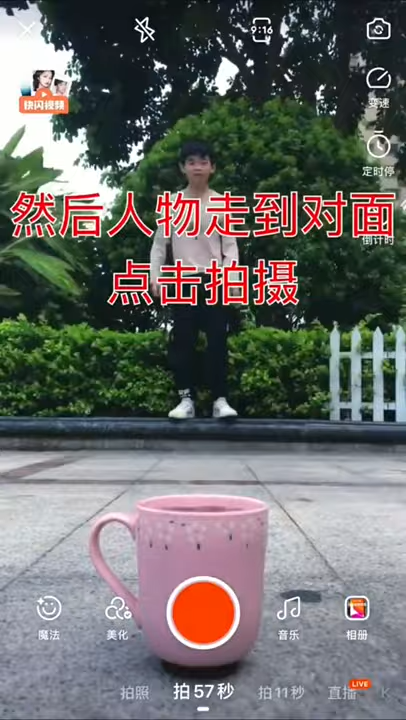 9:16
快闪视频
变速
定时停
然后人物走到对面
倒计时
点击拍摄
魔法
美化
音乐
相册
LIVE
拍照
拍57秒
拍11秒
直播
K